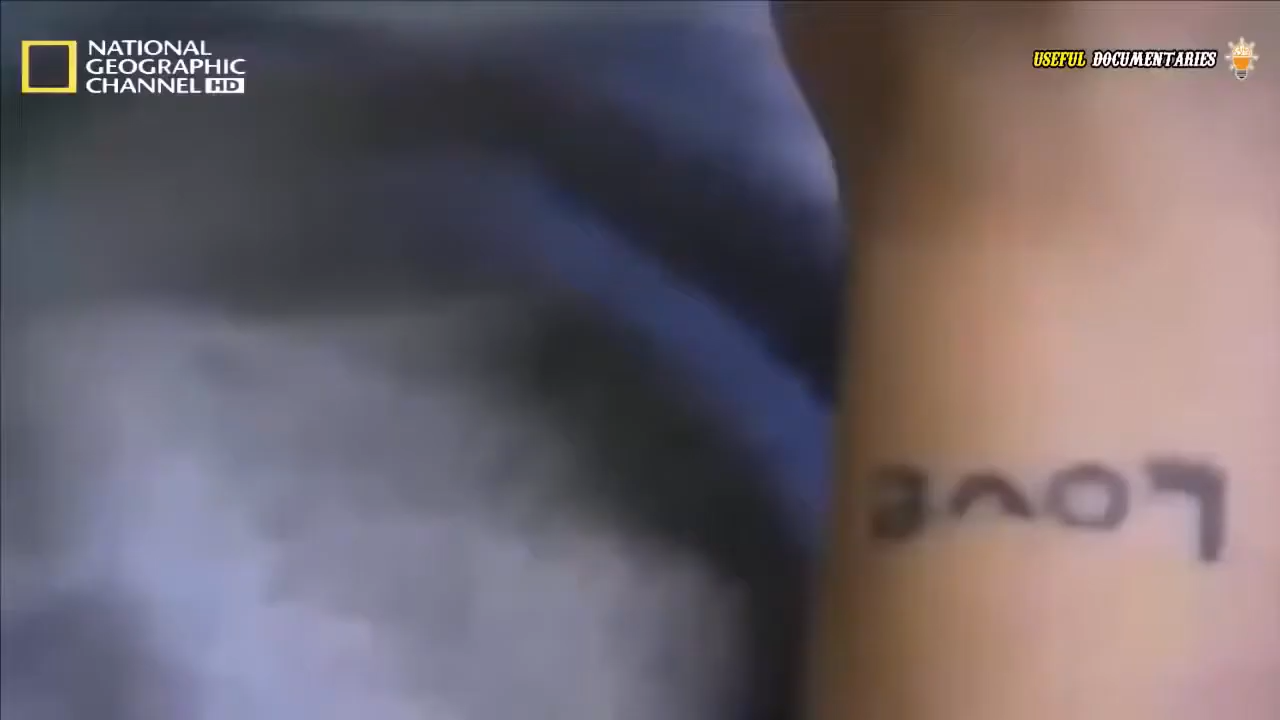 NATIONAL
GEOGRAPHIC
CHANNEL HD
USEFUL DOCUMENTARIES
Love